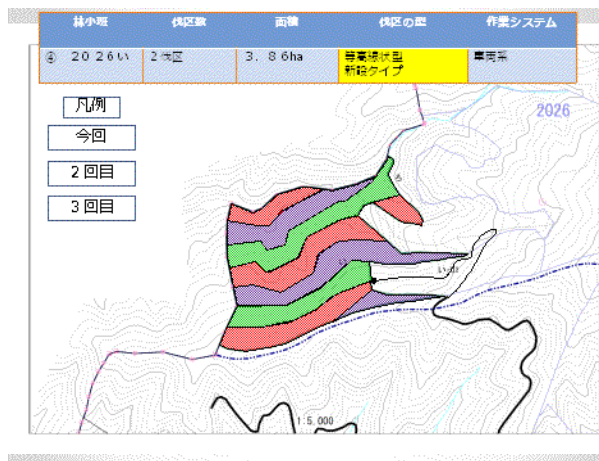 林小班 伐区数 面積 伐区の型 作業システム
④ 2026い 2伐区 3.86ha 等高線状型 車両系
新設タイプ
凡例
2026
今回
2回目
3回目
い
1:5,000